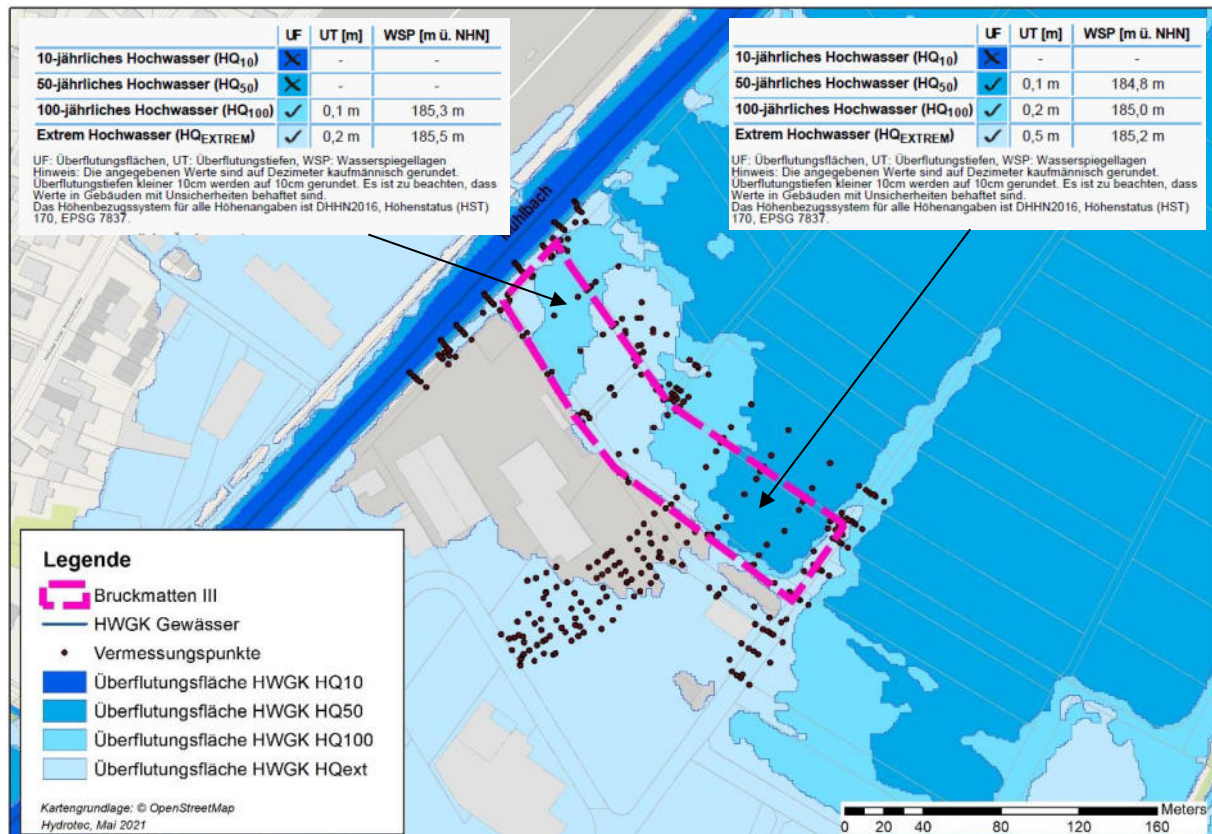 UF UT [m] WSP [m ü. NHN]
10-jährliches Hochwasser (HQ10) - -
50-jährliches Hochwasser (HQ50) - -
100-jährliches Hochwasser (HQ100) ✓ 0,1 m 185,3 m
Extrem Hochwasser (HQEXTREM) ✓ 0,2 m 185,5 m
UF: Überflutungsflächen, UT: Überflutungstiefen, WSP: Wasserspiegellagen
Hinweis: Die angegebenen Werte sind auf Dezimeter kaufmännisch gerundet.
Überflutungstiefen kleiner 10cm werden auf 10cm gerundet. Es ist zu beachten, dass
Werte in Gebäuden mit Unsicherheiten behaftet sind.
Das Höhenbezugssystem für alle Höhenangaben ist DHHN2016, Höhenstatus (HST)
170, EPSG 7837.
UF UT [m] WSP [m ü. NHN]
10-jährliches Hochwasser (HQ10) - -
50-jährliches Hochwasser (HQ50) ✓ 0,1 m 184,8 m
100-jährliches Hochwasser (HQ100) ✓ 0,2 m 185,0 m
Extrem Hochwasser (HQEXTREM) ✓ 0,5 m 185,2 m
UF: Überflutungsflächen, UT: Überflutungstiefen, WSP: Wasserspiegellagen
Hinweis: Die angegebenen Werte sind auf Dezimeter kaufmännisch gerundet.
Überflutungstiefen kleiner 10cm werden auf 10cm gerundet. Es ist zu beachten, dass
Werte in Gebäuden mit Unsicherheiten behaftet sind.
Das Höhenbezugssystem für alle Höhenangaben ist DHHN2016, Höhenstatus (HST)
170, EPSG 7837.
Mühlbach
Legende
Bruckmatten III
HWGK Gewässer
Vermessungspunkte
Überflutungsfläche HWGK HQ10
Überflutungsfläche HWGK HQ50
Überflutungsfläche HWGK HQ100
Überflutungsfläche HWGK HQext
Kartengrundlage: © OpenStreetMap
Hydrotec, Mai 2021
Meters
0 20 40 80 120 160